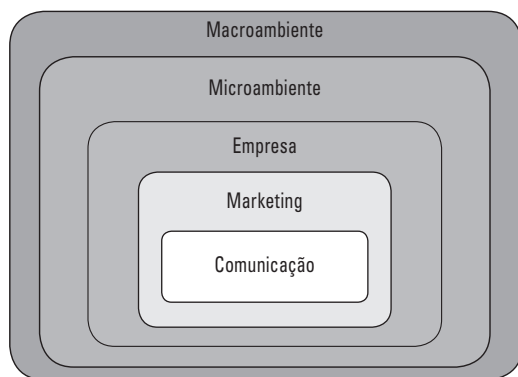 Macroambiente
Microambiente
Empresa
Marketing
Comunicação